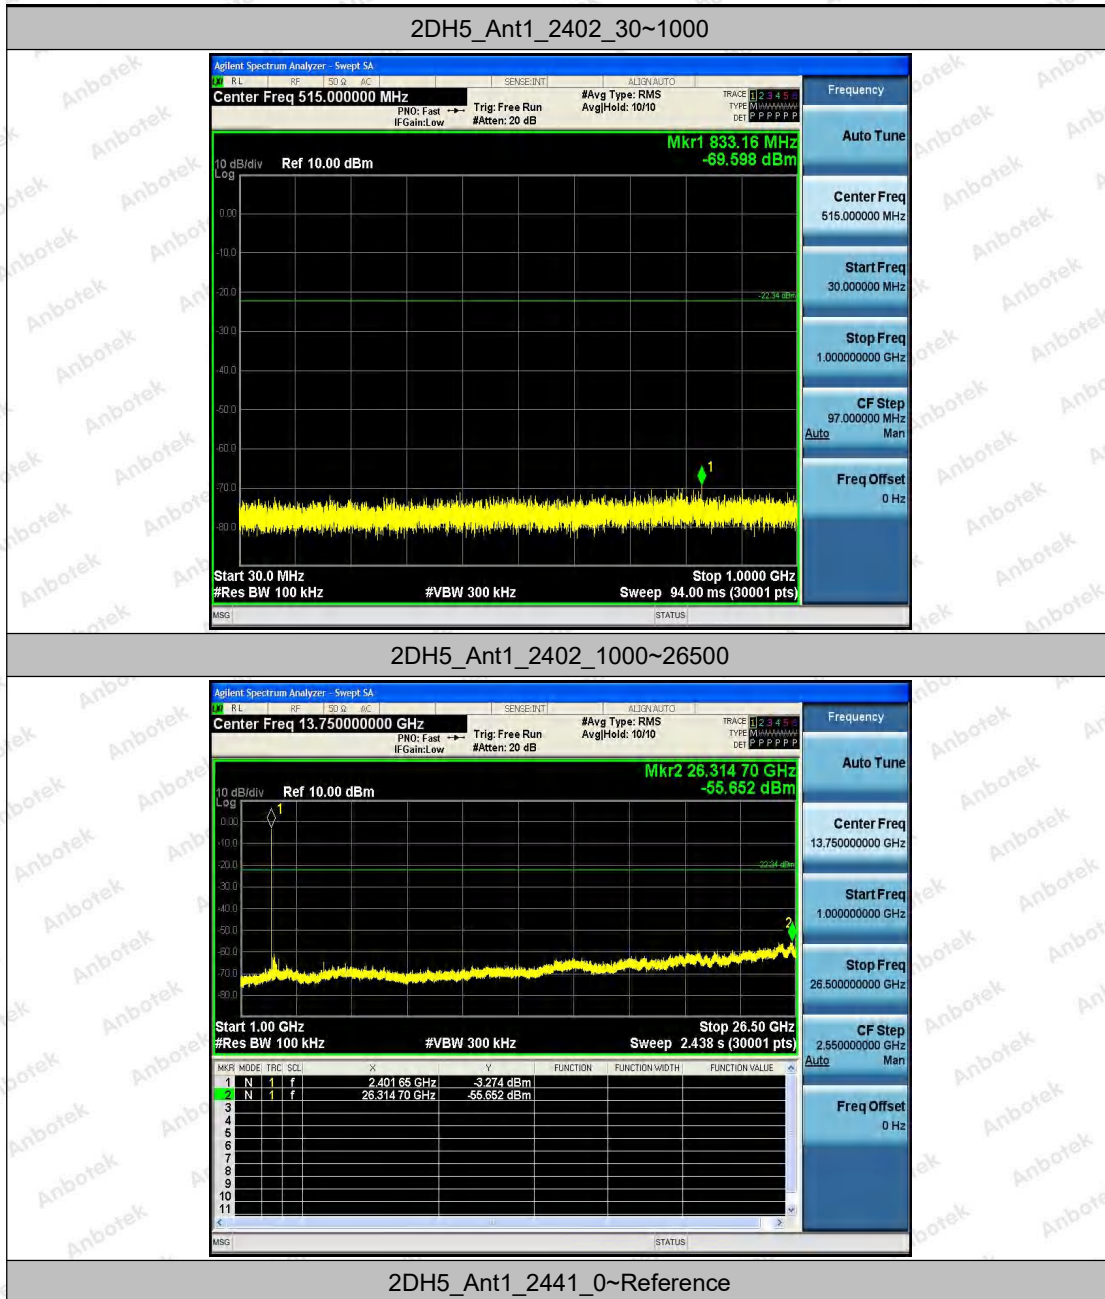 2DH5_Ant1_2402_30~1000
Agilent Spectrum Analyzer - Swept SA
RL RF 50 Ω AC SENSE:INT ALIGN AUTO
Center Freq 515.000000 MHz
PNO: Fast
IFGain:Low
Trig: Free Run
#Atten: 20 dB
#Avg Type: RMS
Avg|Hold: 10/10
TRACE 1 2 3 4 5 6
TYPE M
DET P P P P P P
Mkr1 833.16 MHz
-69.598 dBm
10 dB/div Ref 10.00 dBm
Log
0.00
-10.0
-20.0
-22.34 dBm
-30.0
-40.0
-50.0
-60.0
1
-70.0
-80.0
Start 30.0 MHz Stop 1.0000 GHz
#Res BW 100 kHz #VBW 300 kHz Sweep 94.00 ms (30001 pts)
MSG STATUS
Frequency
Auto Tune
Center Freq
515.000000 MHz
Start Freq
30.000000 MHz
Stop Freq
1.000000000 GHz
CF Step
97.000000 MHz
Auto Man
Freq Offset
0 Hz
2DH5_Ant1_2402_1000~26500
Agilent Spectrum Analyzer - Swept SA
RL RF 50 Ω AC SENSE:INT ALIGN AUTO
Center Freq 13.750000000 GHz
PNO: Fast
IFGain:Low
Trig: Free Run
#Atten: 20 dB
#Avg Type: RMS
Avg|Hold: 10/10
TRACE 1 2 3 4 5 6
TYPE M
DET P P P P P P
Mkr2 26.314 70 GHz
-55.652 dBm
10 dB/div Ref 10.00 dBm
Log
1
0.00
-10.0
-20.0
-22.34 dBm
-30.0
-40.0
2
-50.0
-60.0
-70.0
-80.0
Start 1.00 GHz Stop 26.50 GHz
#Res BW 100 kHz #VBW 300 kHz Sweep 2.438 s (30001 pts)
MKR MODE TRC SCL X Y FUNCTION FUNCTION WIDTH FUNCTION VALUE
1 N 1 f 2.401 65 GHz -3.274 dBm
2 N 1 f 26.314 70 GHz -55.652 dBm
3
4
5
6
7
8
9
10
11
MSG STATUS
Frequency
Auto Tune
Center Freq
13.750000000 GHz
Start Freq
1.000000000 GHz
Stop Freq
26.500000000 GHz
CF Step
2.550000000 GHz
Auto Man
Freq Offset
0 Hz
2DH5_Ant1_2441_0~Reference